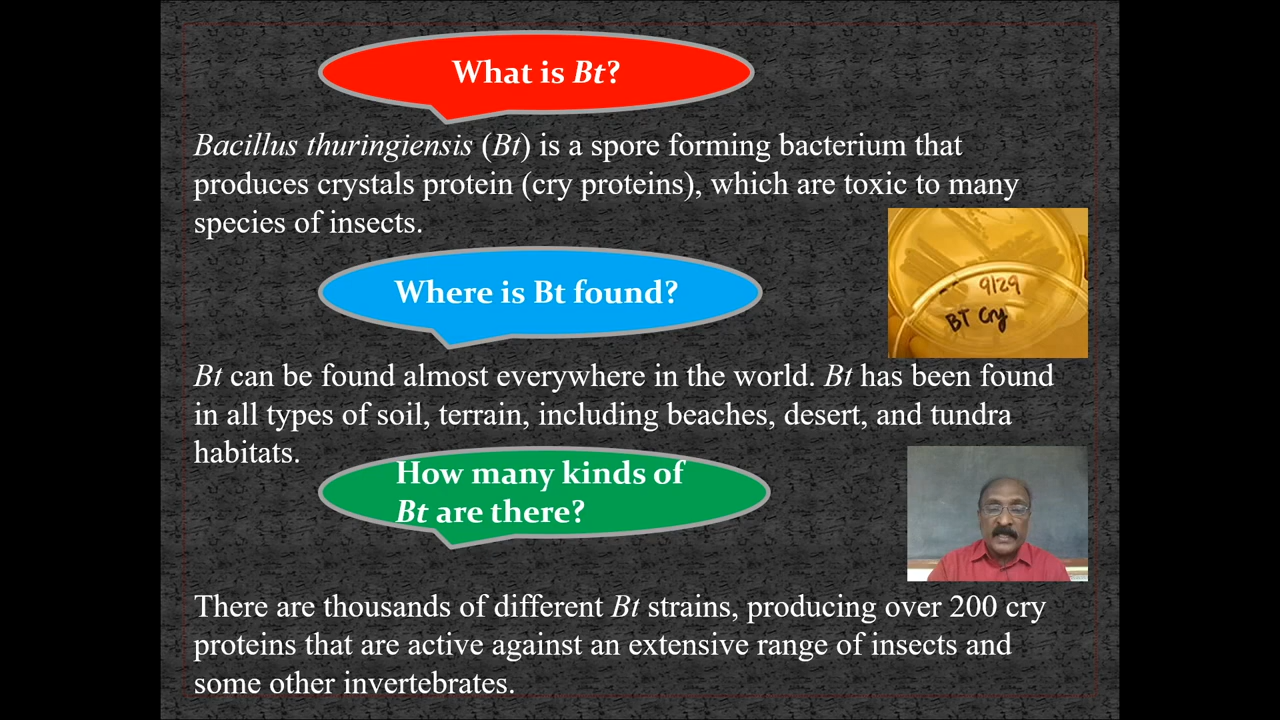 What is Bt?
Bacillus thuringiensis (Bt) is a spore forming bacterium that
produces crystals protein (cry proteins), which are toxic to many
species of insects.
Where is Bt found?
9/29
BT Cry
Bt can be found almost everywhere in the world. Bt has been found
in all types of soil, terrain, including beaches, desert, and tundra
habitats.
How many kinds of
Bt are there?
There are thousands of different Bt strains, producing over 200 cry
proteins that are active against an extensive range of insects and
some other invertebrates.